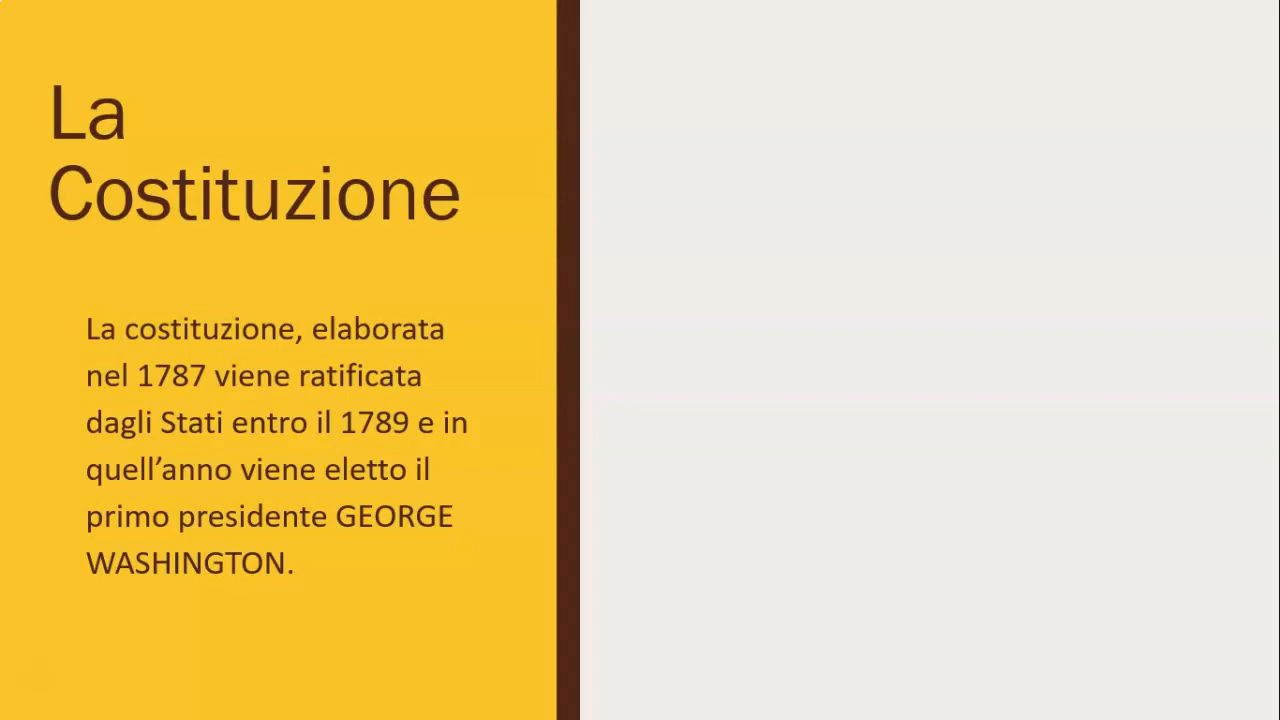 La
Costituzione
La costituzione, elaborata
nel 1787 viene ratificata
dagli Stati entro il 1789 e in
quell’anno viene eletto il
primo presidente GEORGE
WASHINGTON.